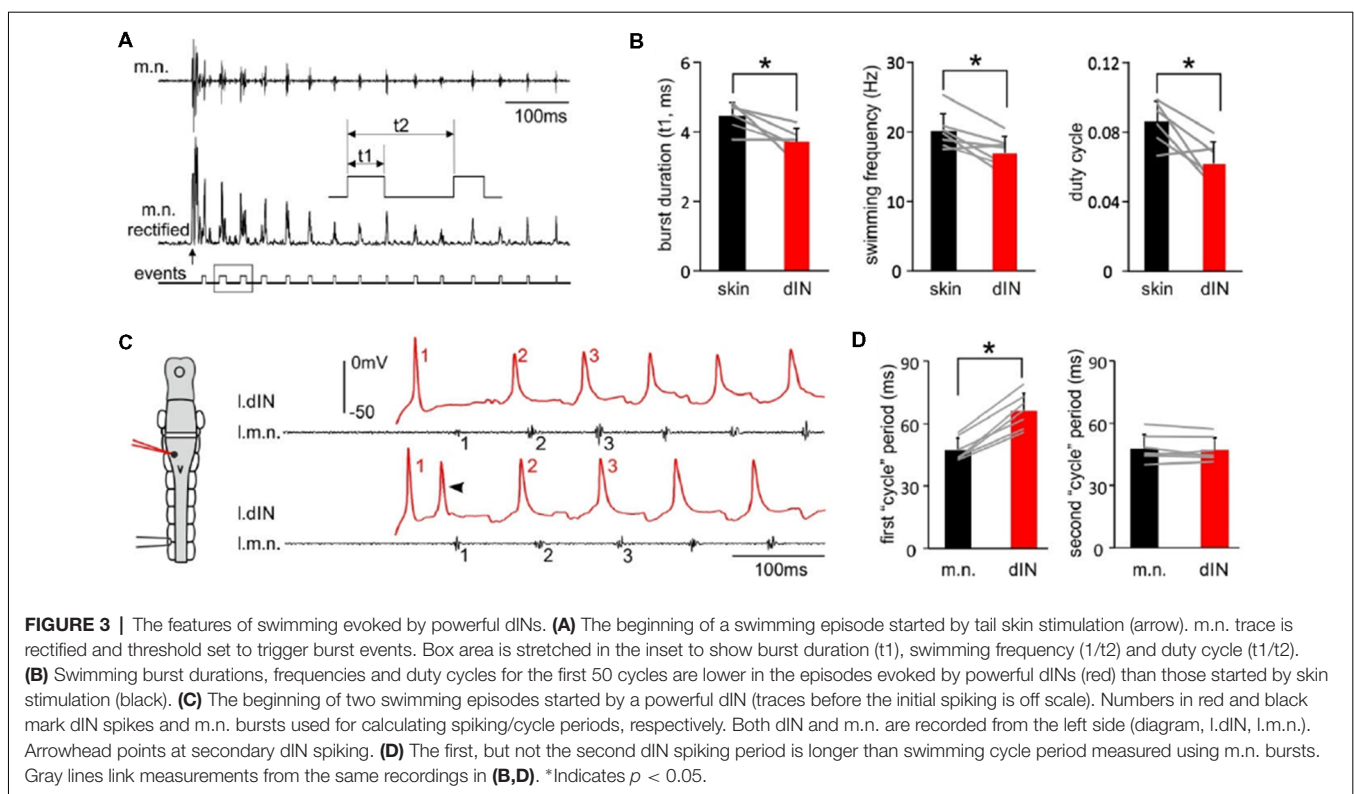 A
m.n.
100ms
t2
t1
m.n.
rectified
events
B
*
burst duration (t1, ms)
6
4
2
0
skin dIN
*
swimming frequency (Hz)
30
20
10
0
skin dIN
*
duty cycle
0.12
0.08
0.04
0
skin dIN
C
0mV
-50
l.dIN
1 2 3
l.m.n.
1 2 3
l.dIN
1 2 3
l.m.n.
1 2 3
100ms
D
*
first “cycle” period (ms)
90
60
30
0
m.n. dIN
second “cycle” period (ms)
90
60
30
0
m.n. dIN
FIGURE 3 | The features of swimming evoked by powerful dINs. (A) The beginning of a swimming episode started by tail skin stimulation (arrow). m.n. trace is
rectified and threshold set to trigger burst events. Box area is stretched in the inset to show burst duration (t1), swimming frequency (1/t2) and duty cycle (t1/t2).
(B) Swimming burst durations, frequencies and duty cycles for the first 50 cycles are lower in the episodes evoked by powerful dINs (red) than those started by skin
stimulation (black). (C) The beginning of two swimming episodes started by a powerful dIN (traces before the initial spiking is off scale). Numbers in red and black
mark dIN spikes and m.n. bursts used for calculating spiking/cycle periods, respectively. Both dIN and m.n. are recorded from the left side (diagram, l.dIN, l.m.n.).
Arrowhead points at secondary dIN spiking. (D) The first, but not the second dIN spiking period is longer than swimming cycle period measured using m.n. bursts.
Gray lines link measurements from the same recordings in (B,D). *Indicates p < 0.05.